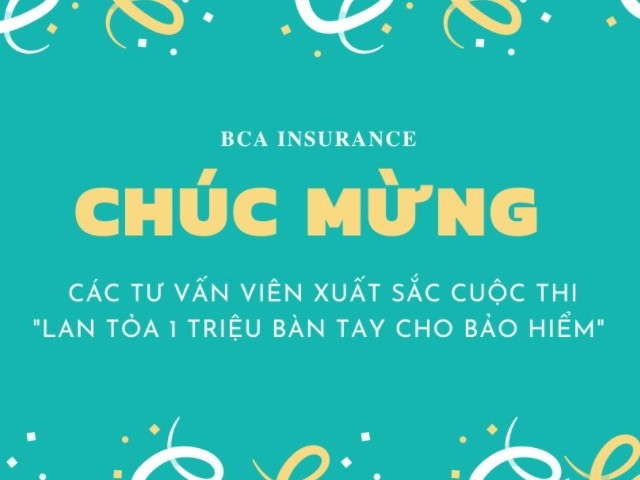 BCA INSURANCE
CHÚC MỪNG
CÁC TƯ VẤN VIÊN XUẤT SẮC CUỘC THI
"LAN TỎA 1 TRIỆU BÀN TAY CHO BẢO HIỂM"